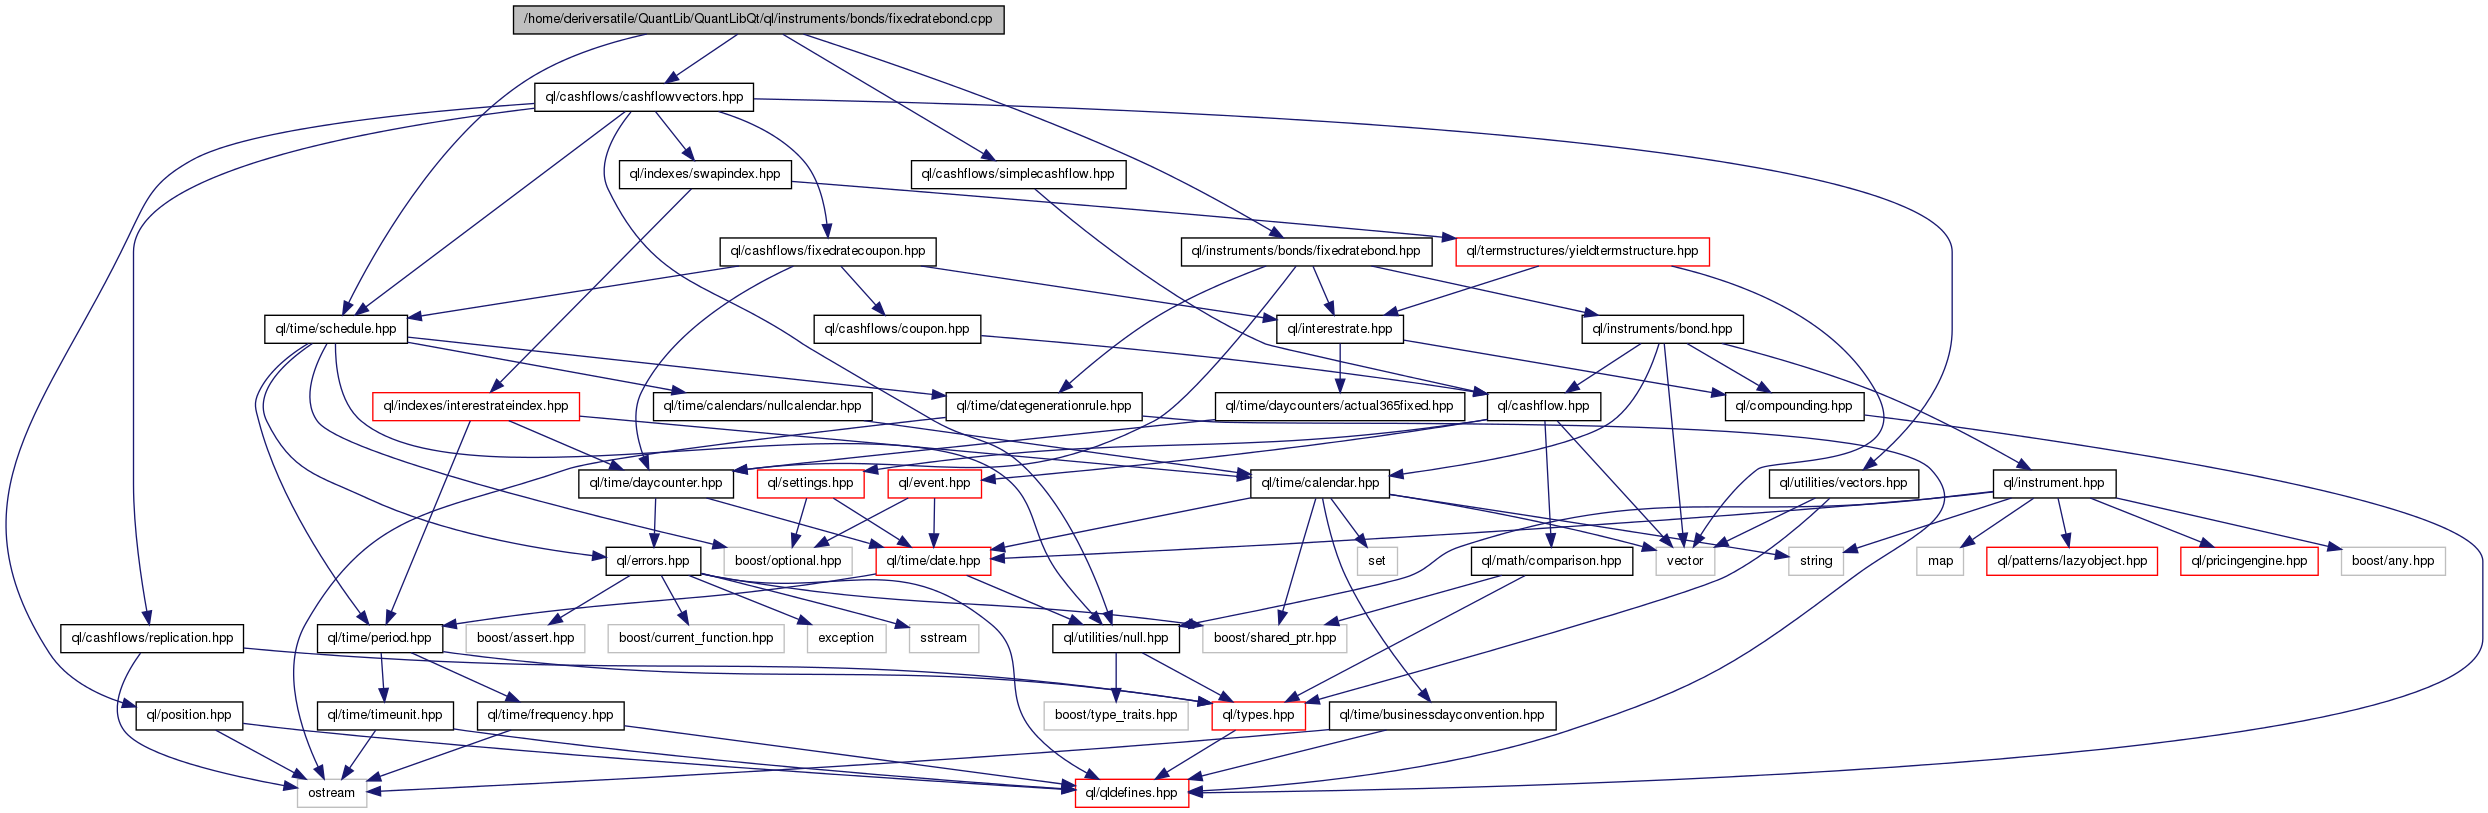 /home/deriversatile/QuantLib/QuantLibQt/ql/instruments/bonds/fixedratebond.cpp
ql/cashflows/cashflowvectors.hpp
ql/indexes/swapindex.hpp
ql/cashflows/simplecashflow.hpp
ql/cashflows/fixedratecoupon.hpp
ql/instruments/bonds/fixedratebond.hpp
ql/termstructures/yieldtermstructure.hpp
ql/time/schedule.hpp
ql/cashflows/coupon.hpp
ql/interestrate.hpp
ql/instruments/bond.hpp
ql/indexes/interestrateindex.hpp
ql/time/calendars/nullcalendar.hpp
ql/time/dategenerationrule.hpp
ql/time/daycounters/actual365fixed.hpp
ql/cashflow.hpp
ql/compounding.hpp
ql/time/daycounter.hpp
ql/settings.hpp
ql/event.hpp
ql/time/calendar.hpp
ql/utilities/vectors.hpp
ql/instrument.hpp
ql/errors.hpp
boost/optional.hpp
ql/time/date.hpp
set
ql/math/comparison.hpp
vector
string
map
ql/patterns/lazyobject.hpp
ql/pricingengine.hpp
boost/any.hpp
ql/cashflows/replication.hpp
ql/time/period.hpp
boost/assert.hpp
boost/current_function.hpp
exception
sstream
ql/utilities/null.hpp
boost/shared_ptr.hpp
ql/position.hpp
ql/time/timeunit.hpp
ql/time/frequency.hpp
boost/type_traits.hpp
ql/types.hpp
ql/time/businessdayconvention.hpp
ostream
ql/qldefines.hpp